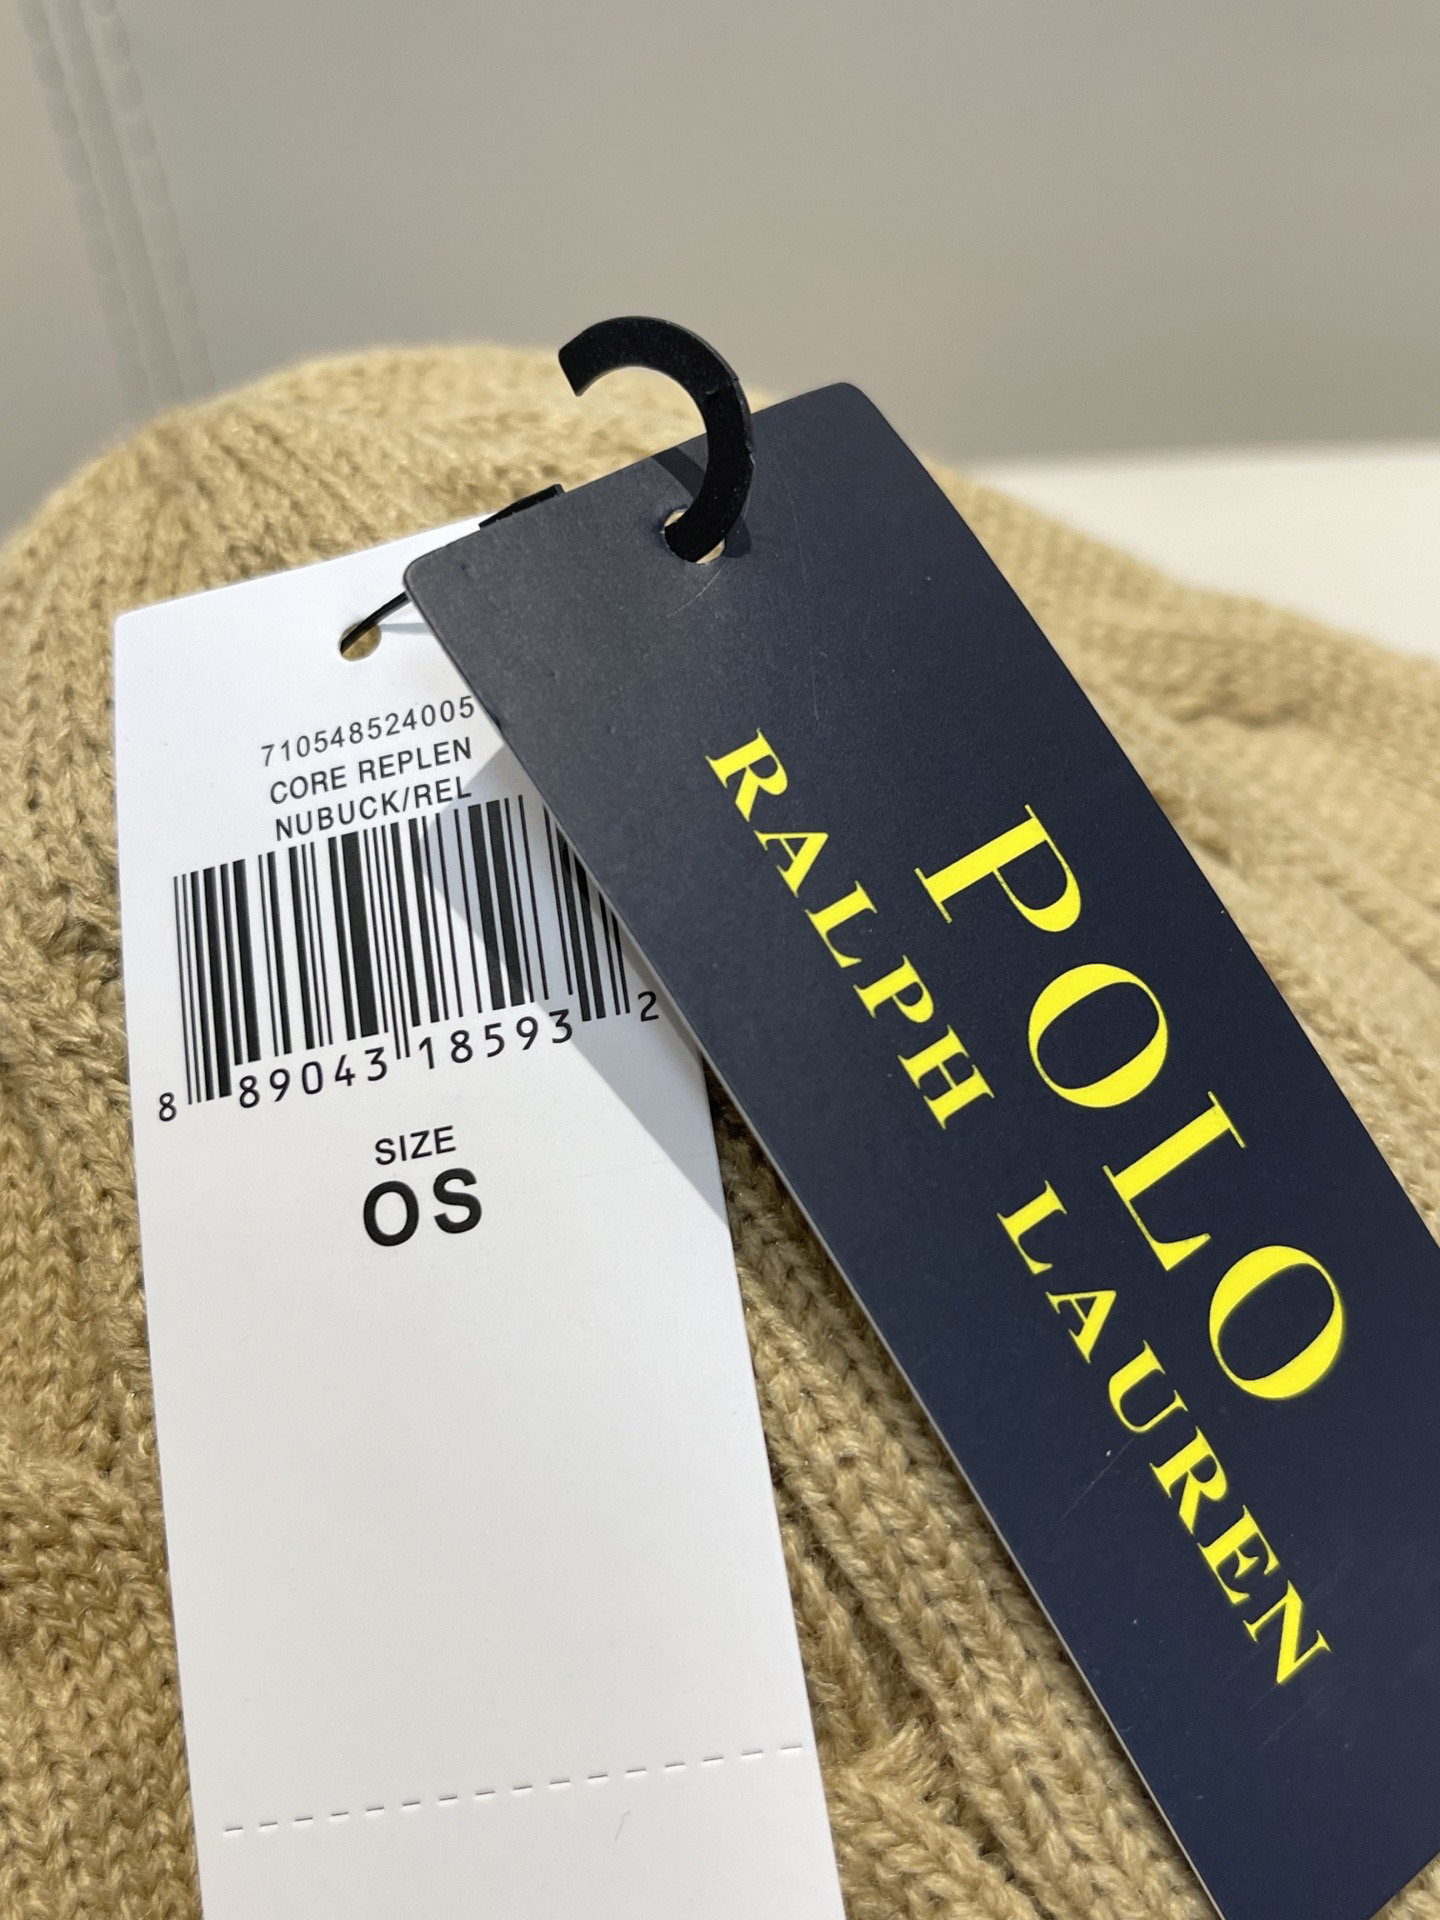 710548524005
CORE REPLEN
NUBUCK/REL
8 89043 18593 2
SIZE
OS
POLO
RALPH LAUREN